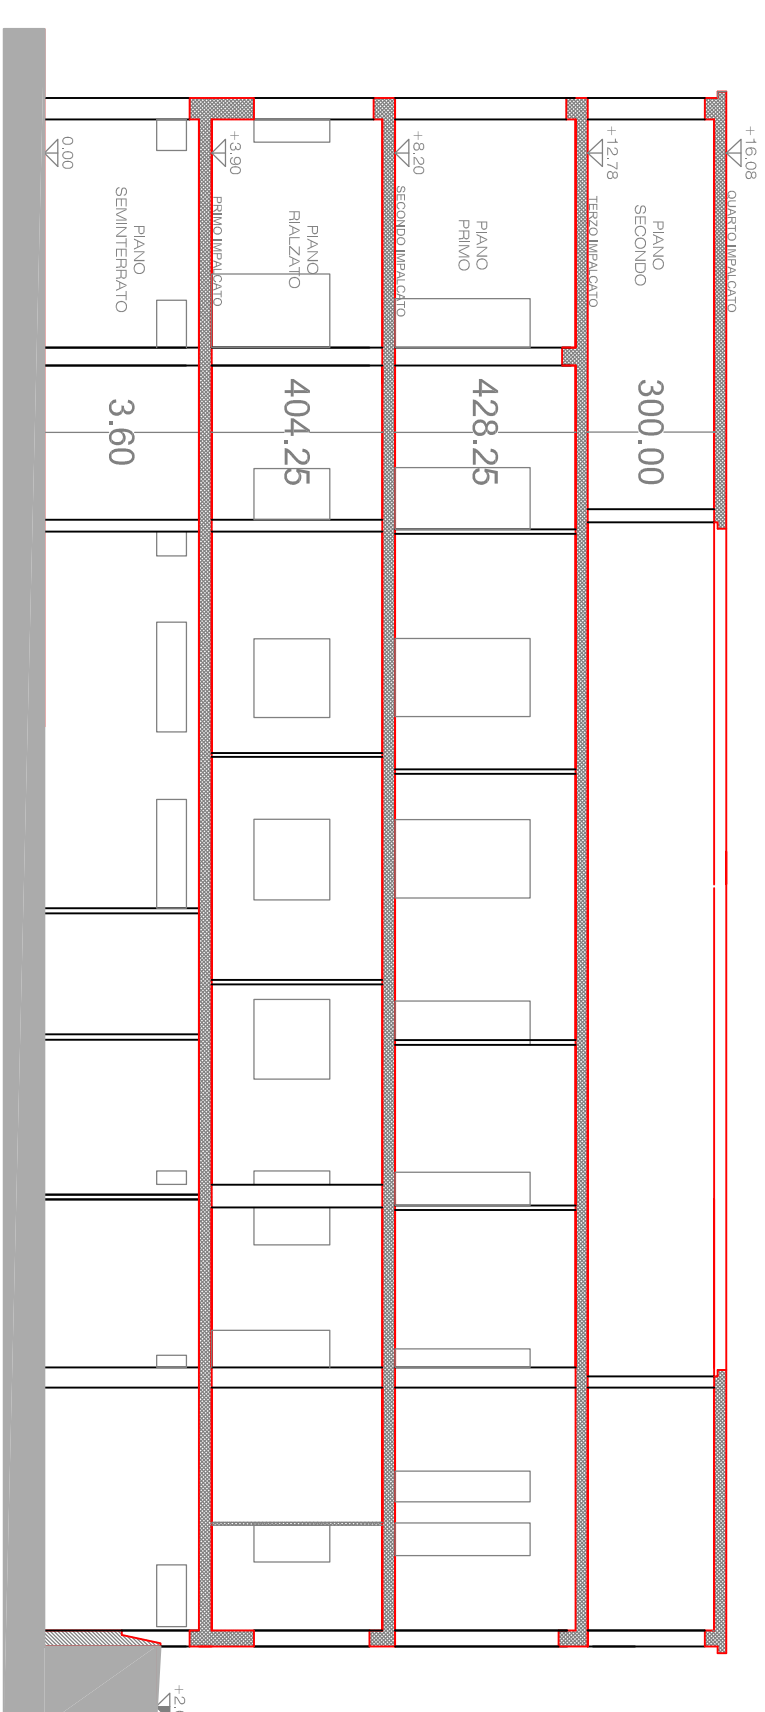 +16.08
QUARTO IMPALCATO
PIANO
SECONDO
300.00
+12.78
TERZO IMPALCATO
PIANO
PRIMO
428.25
+8.20
SECONDO IMPALCATO
PIANO
RIALZATO
404.25
+3.90
PRIMO IMPALCATO
PIANO
SEMINTERRATO
3.60
0.00